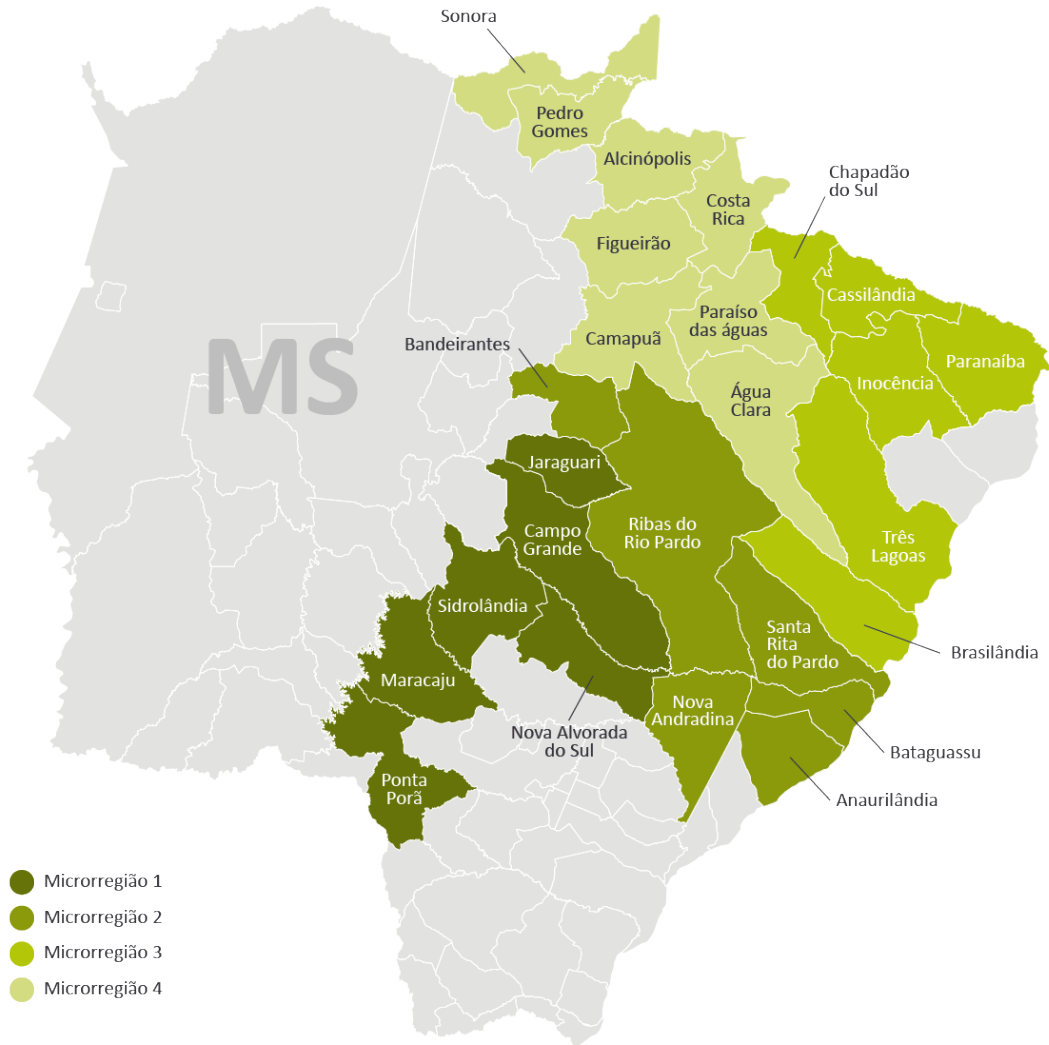 Sonora
Pedro
Gomes
Alcinópolis
Chapadão
do Sul
Costa
Rica
Figueirão
Cassilândia
Paraíso
das águas
Camapuã
Bandeirantes
MS
Paranaíba
Inocência
Água
Clara
Jaraguari
Campo
Grande
Ribas do
Rio Pardo
Três
Lagoas
Sidrolândia
Santa
Rita
do Pardo
Brasilândia
Maracaju
Nova
Andradina
Nova Alvorada
do Sul
Bataguassu
Ponta
Porã
Anaurilândia
Microrregião 1
Microrregião 2
Microrregião 3
Microrregião 4